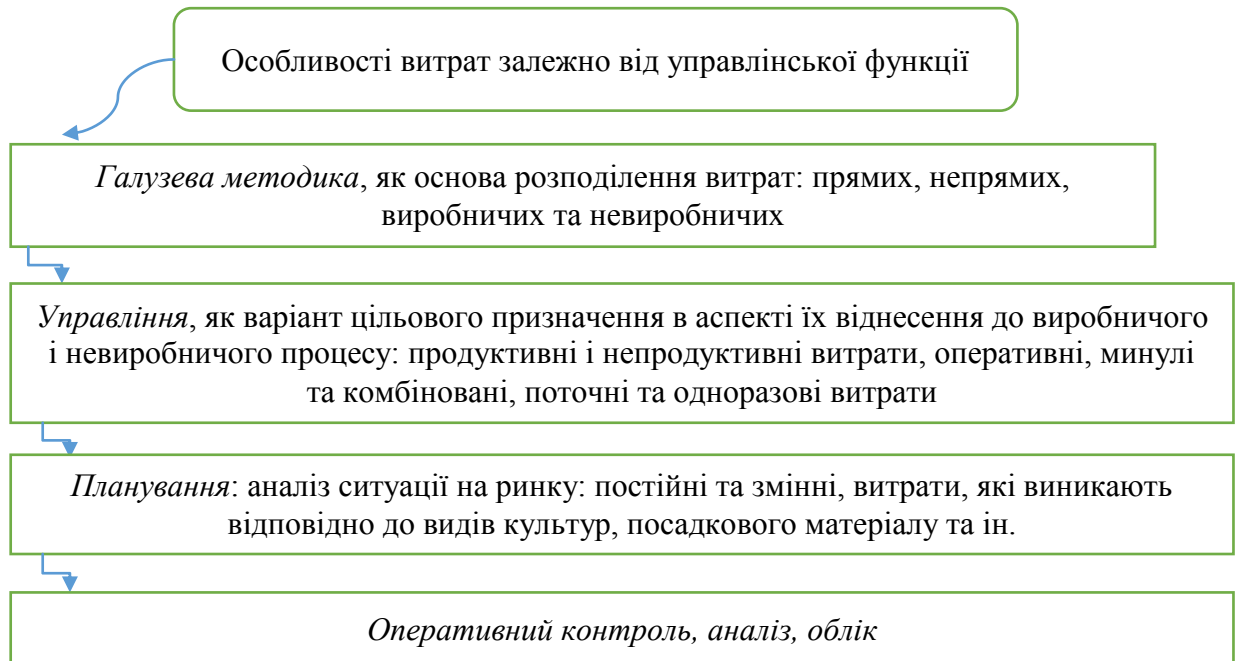 Особливості витрат залежно від управлінської функції
Галузева методика, як основа розподілення витрат: прямих, непрямих,
виробничих та невиробничих
Управління, як варіант цільового призначення в аспекті їх віднесення до виробничого
і невиробничого процесу: продуктивні і непродуктивні витрати, оперативні, минулі
та комбіновані, поточні та одноразові витрати
Планування: аналіз ситуації на ринку: постійні та змінні, витрати, які виникають
відповідно до видів культур, посадкового матеріалу та ін.
Оперативний контроль, аналіз, облік